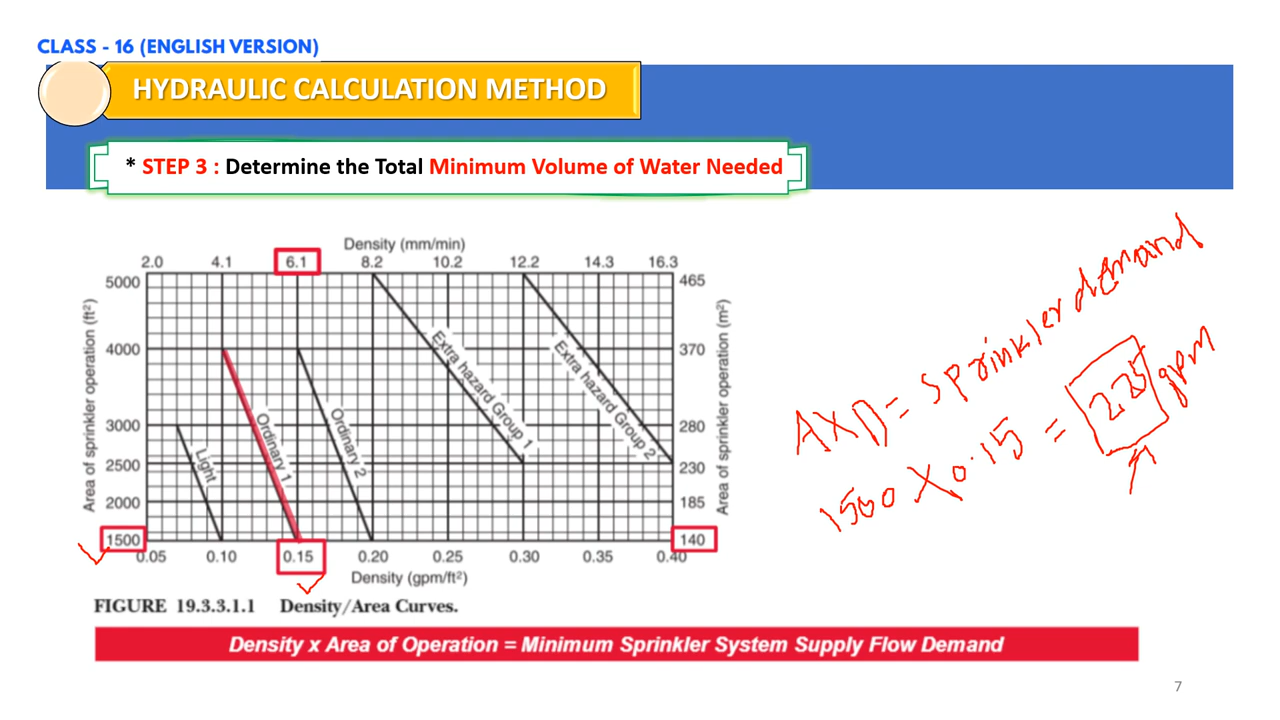 CLASS - 16 (ENGLISH VERSION)
HYDRAULIC CALCULATION METHOD
* STEP 3 : Determine the Total Minimum Volume of Water Needed
Density (mm/min)
2.0 4.1 6.1 8.2 10.2 12.2 14.3 16.3
Area of sprinkler operation (ft²)
5000
4000
3000
2500
2000
1500
Light
Ordinary 1
Ordinary 2
Extra hazard Group 1
Extra hazard Group 2
465
370
280
230
185
140
Area of sprinkler operation (m²)
0.05 0.10 0.15 0.20 0.25 0.30 0.35 0.40
Density (gpm/ft²)
FIGURE 19.3.3.1.1 Density/Area Curves.
AXD = Sprinkler demand
1500 X 0.15 = 225 gpm
Density x Area of Operation = Minimum Sprinkler System Supply Flow Demand
7